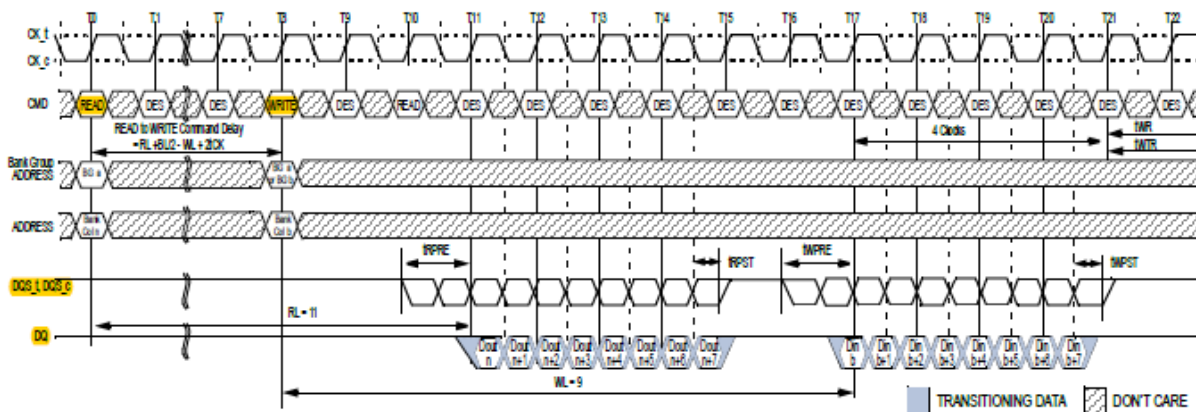 T0 T1 T7 T8 T9 T10 T11 T12 T13 T14 T15 T16 T17 T18 T19 T20 T21 T22
CK_t
CK_c
CMD READ DES DES WRITE DES READ DES DES DES DES DES DES DES DES DES DES DES DES
READ to WRITE Command Delay
= RL +BL/2 - WL + 2tCK
4 Clocks
tWR
tWTR
Bank Group
ADDRESS
BG a
BG a
or BG b
ADDRESS
Bank
Col n
Bank
Col b
tRPRE tRPST tWPRE tWPST
DQS_t, DQS_c
RL = 11
DQ
Dout
n
Dout
n+1
Dout
n+2
Dout
n+3
Dout
n+4
Dout
n+5
Dout
n+6
Dout
n+7
Din
b
Din
b+1
Din
b+2
Din
b+3
Din
b+4
Din
b+5
Din
b+6
Din
b+7
WL = 9
TRANSITIONING DATA
DON'T CARE